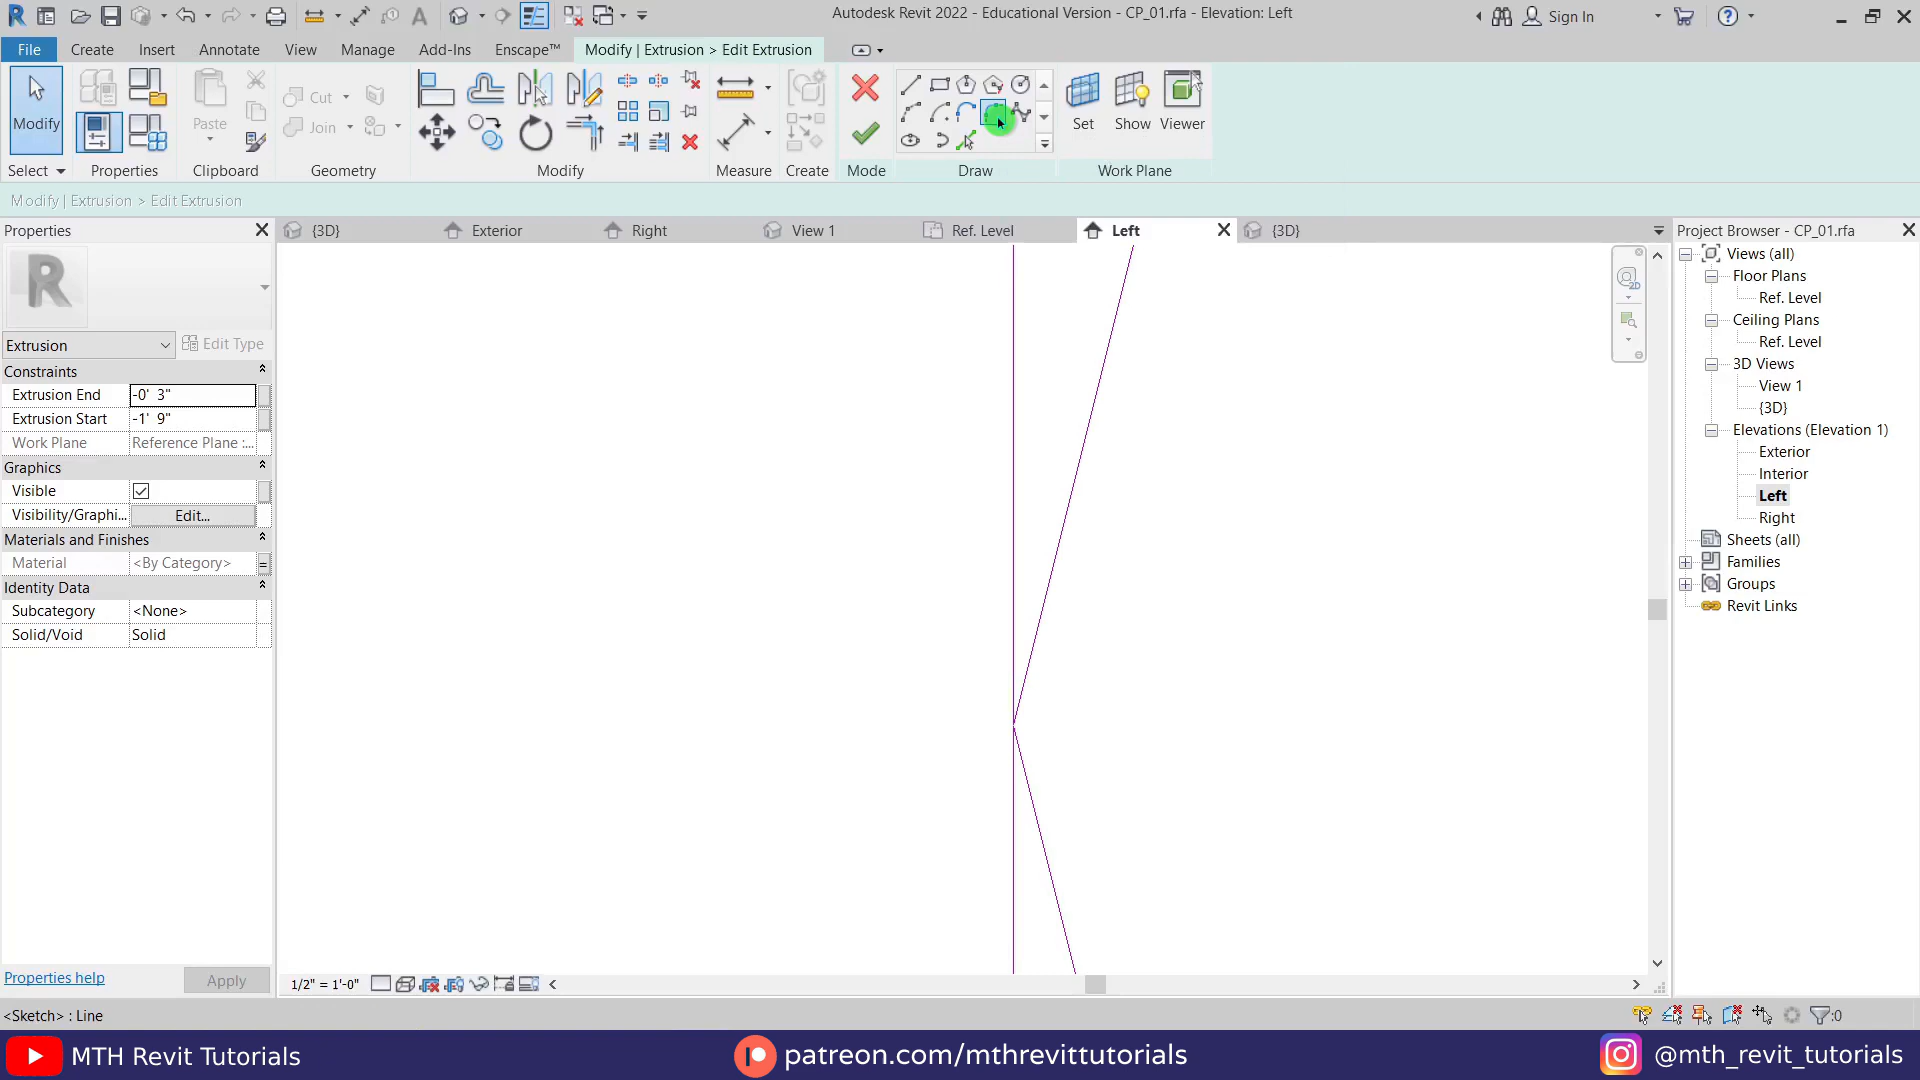 Autodesk Revit 2022 - Educational Version - CP_01.rfa - Elevation: Left
Sign In
File
Create
Insert
Annotate
View
Manage
Add-Ins
Enscape™
Modify | Extrusion > Edit Extrusion
Modify
Paste
Cut
Join
Set
Show
Viewer
Select
Properties
Clipboard
Geometry
Modify
Measure
Create
Mode
Draw
Work Plane
Modify | Extrusion > Edit Extrusion
Properties
{3D}
Exterior
Right
View 1
Ref. Level
Left
{3D}
Project Browser - CP_01.rfa
R
Extrusion
Edit Type
Constraints
Extrusion End -0' 3"
Extrusion Start -1' 9"
Work Plane Reference Plane :...
Graphics
Visible
Visibility/Graphi... Edit...
Materials and Finishes
Material <By Category>
Identity Data
Subcategory <None>
Solid/Void Solid
Properties help
Apply
2D
Views (all)
Floor Plans
Ref. Level
Ceiling Plans
Ref. Level
3D Views
View 1
{3D}
Elevations (Elevation 1)
Exterior
Interior
Left
Right
Sheets (all)
Families
Groups
Revit Links
1/2" = 1'-0"
<Sketch> : Line
:0
MTH Revit Tutorials
patreon.com/mthrevittutorials
@mth_revit_tutorials